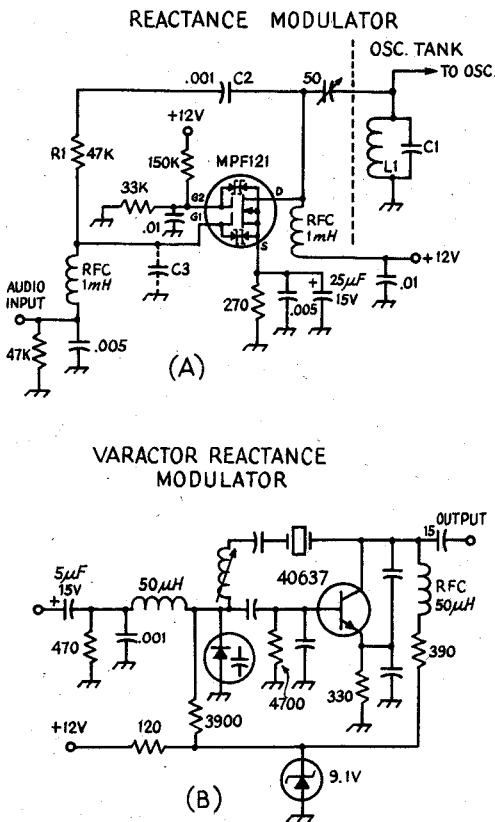 REACTANCE MODULATOR
OSC. TANK
TO OSC.
.001
C2
50
+12V
R1
47K
150K
MPF121
C1
L1
33K
G2
G1
D
S
.01
RFC
1mH
RFC
1mH
C3
+12V
AUDIO
INPUT
270
.005
+
25µF
15V
.01
47K
.005
(A)
VARACTOR REACTANCE
MODULATOR
OUTPUT
15
5µF
15V
+
50µH
40637
RFC
50µH
470
.001
4700
330
390
3900
+12V
120
9.1V
(B)